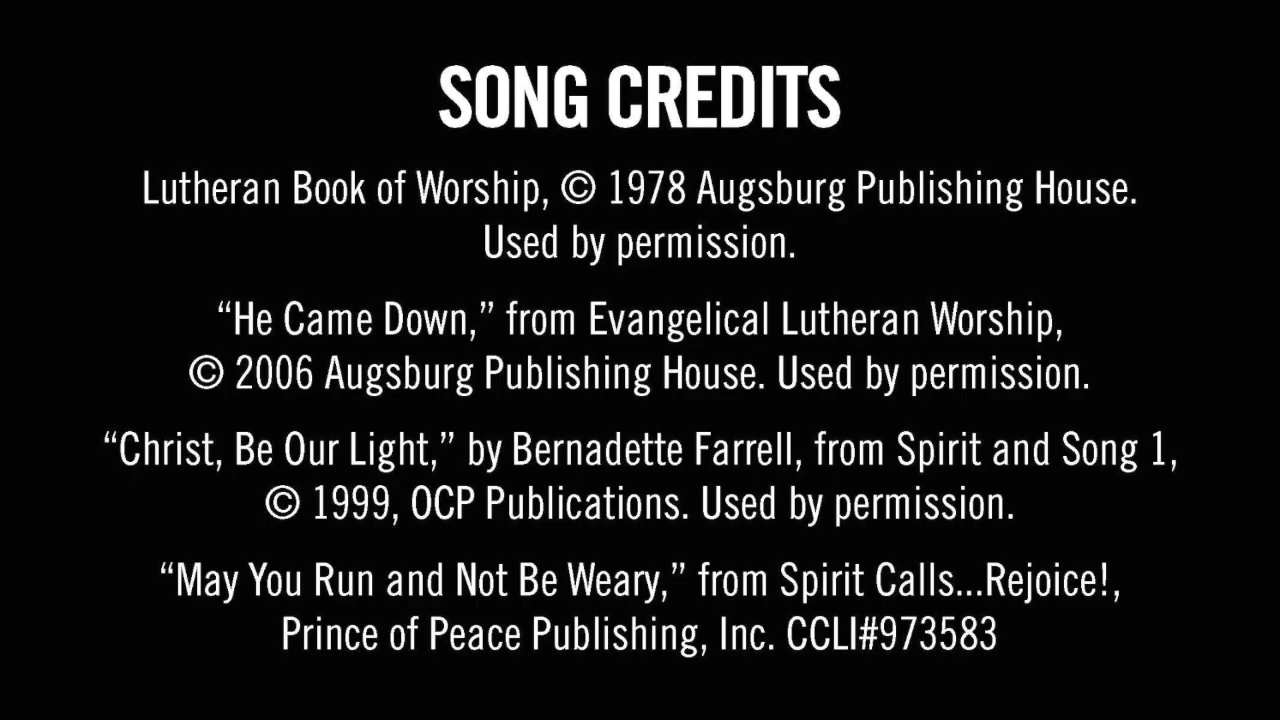 SONG CREDITS
Lutheran Book of Worship, © 1978 Augsburg Publishing House.
Used by permission.
“He Came Down,” from Evangelical Lutheran Worship,
© 2006 Augsburg Publishing House. Used by permission.
“Christ, Be Our Light,” by Bernadette Farrell, from Spirit and Song 1,
© 1999, OCP Publications. Used by permission.
“May You Run and Not Be Weary,” from Spirit Calls...Rejoice!,
Prince of Peace Publishing, Inc. CCLI#973583